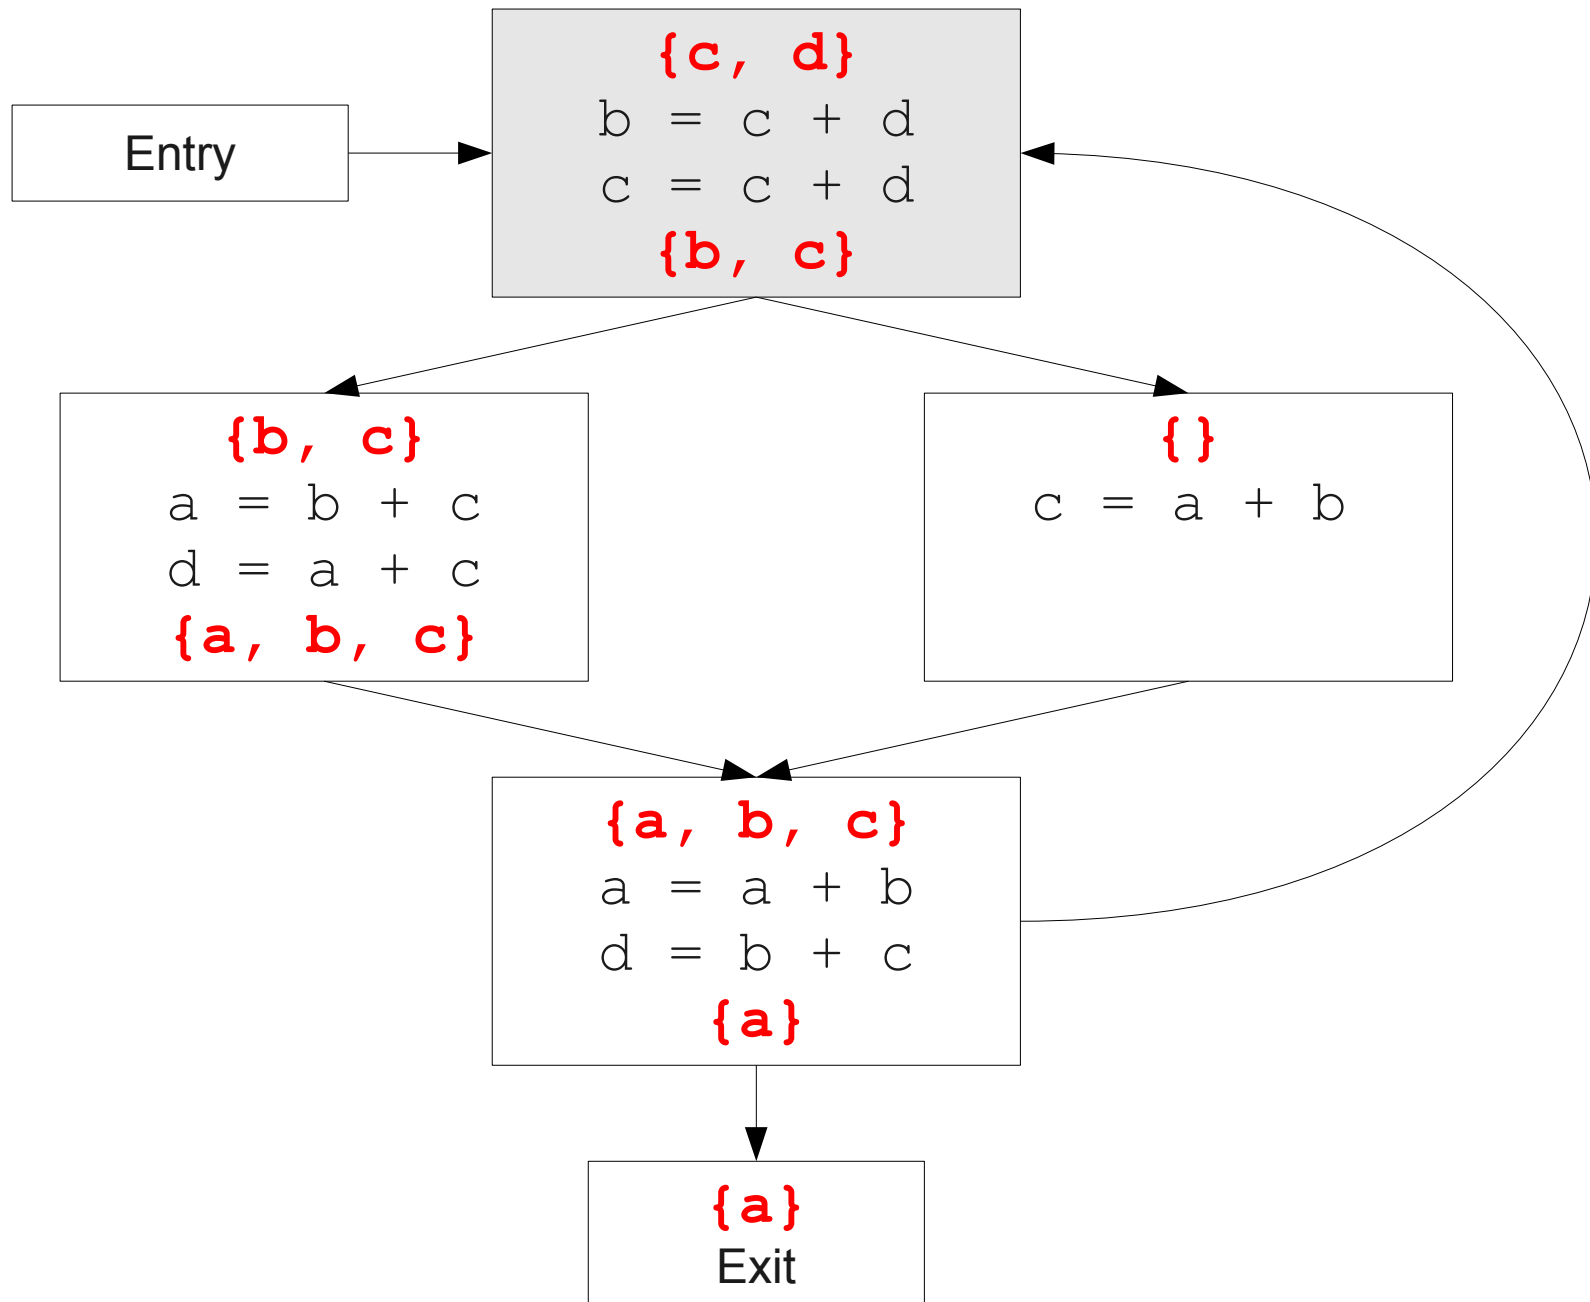 {c, d}
b = c + d
c = c + d
{b, c}
Entry
{b, c}
a = b + c
d = a + c
{a, b, c}
{}
c = a + b
{a, b, c}
a = a + b
d = b + c
{a}
{a}
Exit